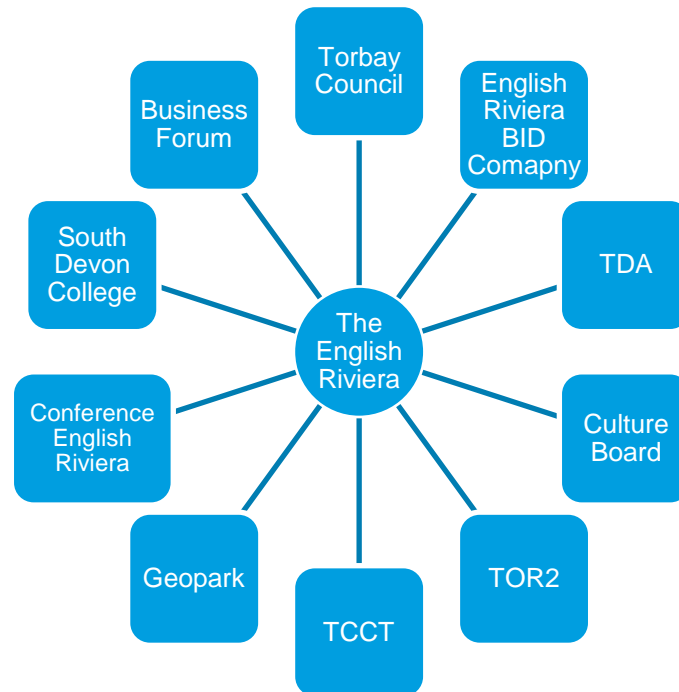 Torbay
Council
English
Riviera
BID
Comapny
TDA
Culture
Board
TOR2
TCCT
Geopark
Conference
English
Riviera
South
Devon
College
Business
Forum
The
English
Riviera